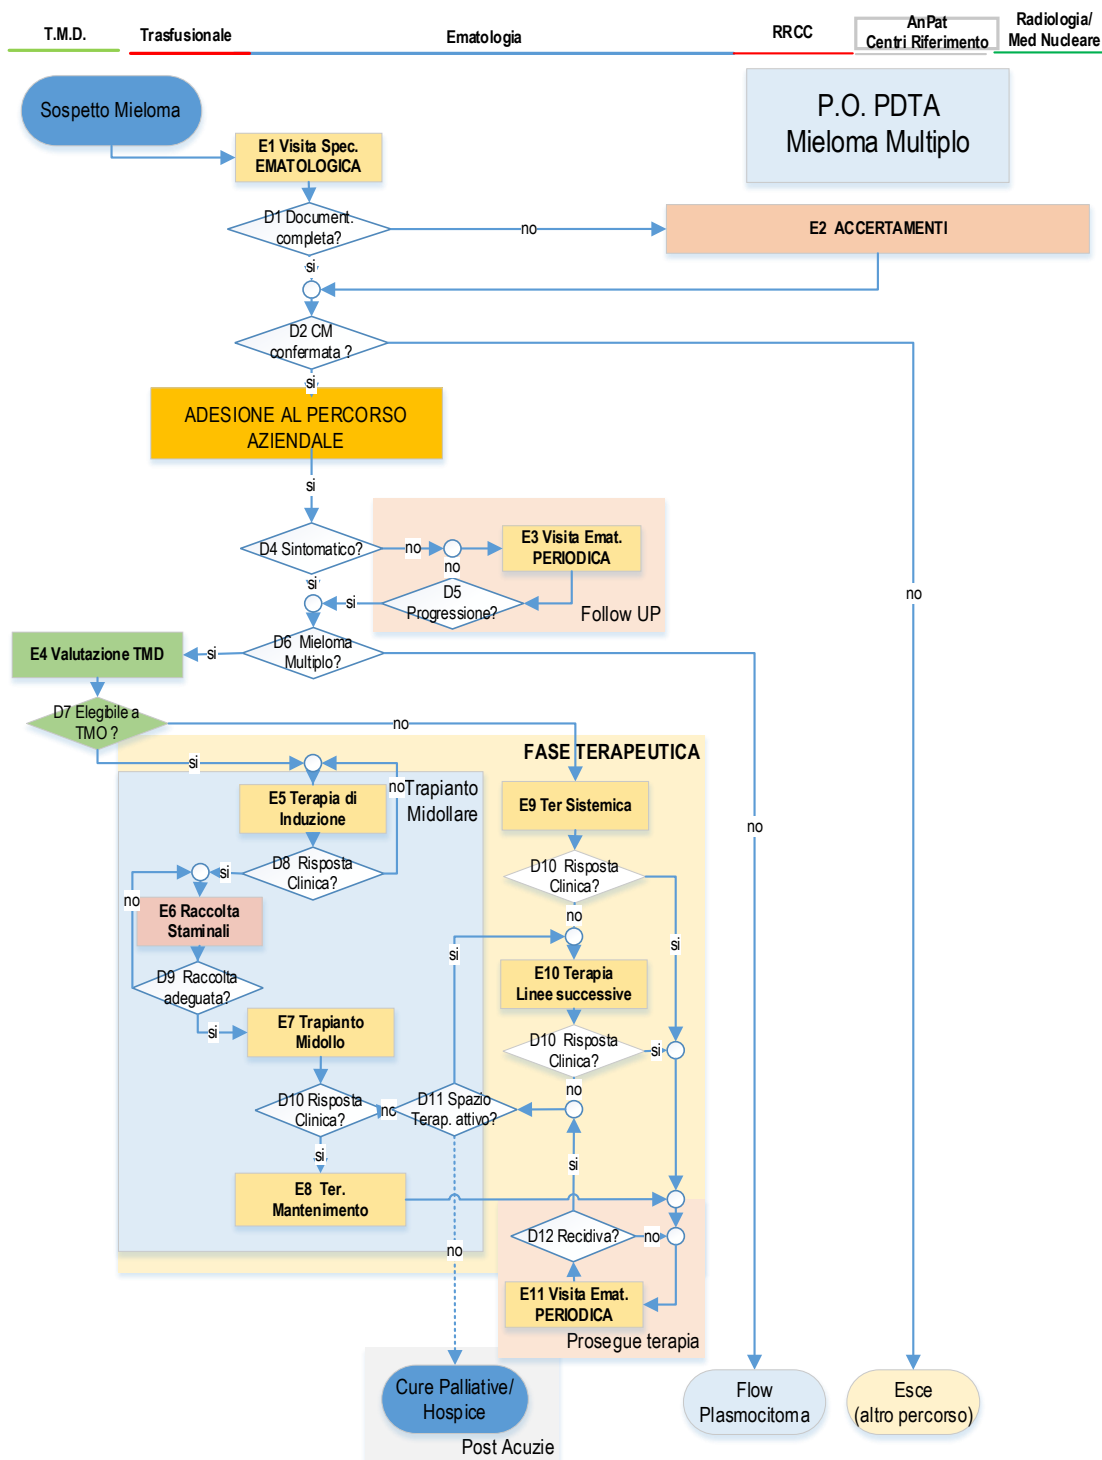 T.M.D.
Trasfusionale
Ematologia
RRCC
AnPat
Centri Riferimento
Radiologia/
Med Nucleare
Sospetto Mieloma
P.O. PDTA
Mieloma Multiplo
E1 Visita Spec.
EMATOLOGICA
D1 Document.
completa?
no
E2 ACCERTAMENTI
si
D2 CM
confermata ?
si
ADESIONE AL PERCORSO
AZIENDALE
si
D4 Sintomatico?
no
E3 Visita Emat.
PERIODICA
no
si
D5
Progressione?
si
Follow UP
no
D6 Mieloma
Multiplo?
si
E4 Valutazione TMD
D7 Elegibile a
TMO ?
no
si
FASE TERAPEUTICA
no
Trapianto
Midollare
E5 Terapia di
Induzione
E9 Ter Sistemica
no
D8 Risposta
Clinica?
si
D10 Risposta
Clinica?
no
E6 Raccolta
Staminali
no
si
si
D9 Raccolta
adeguata?
E10 Terapia
Linee successive
si
E7 Trapianto
Midollo
D10 Risposta
Clinica?
si
no
D10 Risposta
Clinica?
no
D11 Spazio
Terap. attivo?
si
si
E8 Ter.
Mantenimento
D12 Recidiva?
no
no
E11 Visita Emat.
PERIODICA
Prosegue terapia
Cure Palliative/
Hospice
Post Acuzie
Flow
Plasmocitoma
Esce
(altro percorso)